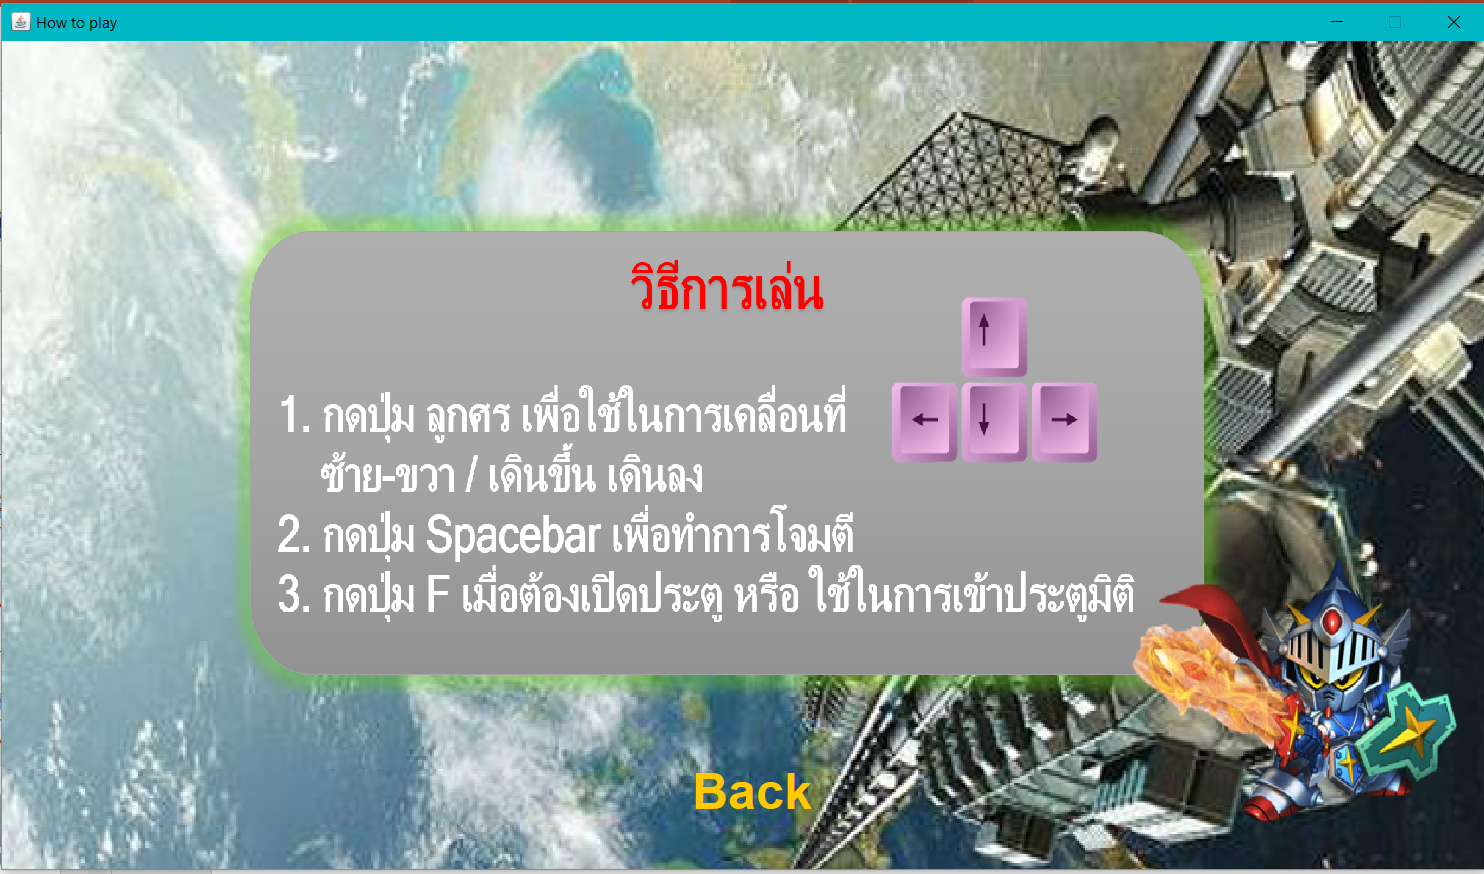 How to play
วิธีการเล่น
1. กดปุ่ม ลูกศร เพื่อใช้ในการเคลื่อนที่
ซ้าย-ขวา / เดินขึ้น เดินลง
2. กดปุ่ม Spacebar เพื่อทำการโจมตี
3. กดปุ่ม F เมื่อต้องเปิดประตู หรือ ใช้ในการเข้าประตูมิติ
Back